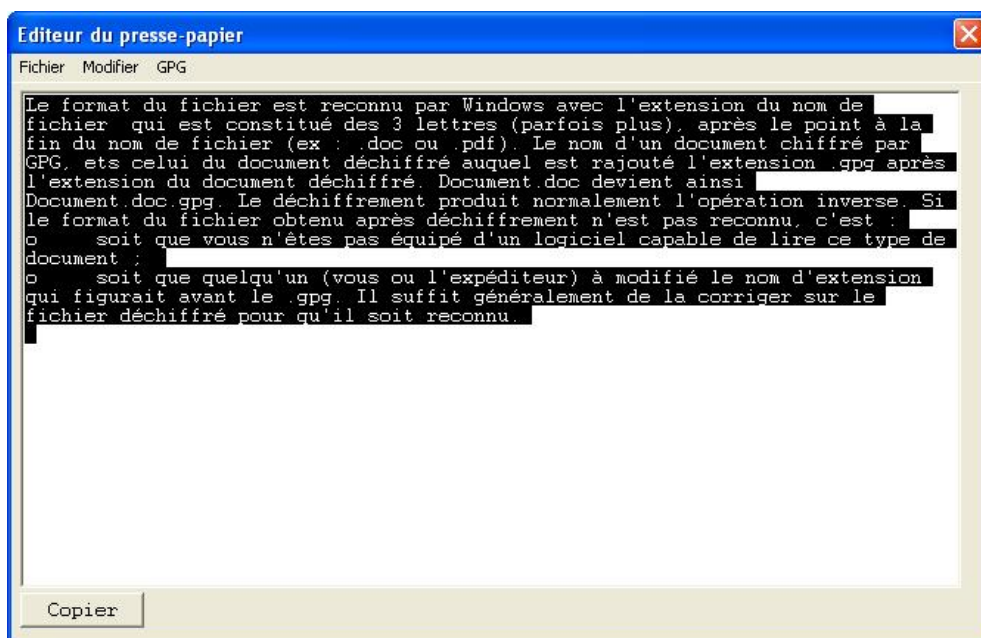 Editeur du presse-papier
Fichier Modifier GPG
Le format du fichier est reconnu par Windows avec l'extension du nom de
fichier  qui est constitué des 3 lettres (parfois plus), après le point à la
fin du nom de fichier (ex : .doc ou .pdf). Le nom d'un document chiffré par
GPG, ets celui du document déchiffré auquel est rajouté l'extension .gpg après
l'extension du document déchiffré. Document.doc devient ainsi
Document.doc.gpg. Le déchiffrement produit normalement l'opération inverse. Si
le format du fichier obtenu après déchiffrement n'est pas reconnu, c'est :
o     soit que vous n'êtes pas équipé d'un logiciel capable de lire ce type de
document ;
o     soit que quelqu'un (vous ou l'expéditeur) à modifié le nom d'extension
qui figurait avant le .gpg. Il suffit généralement de la corriger sur le
fichier déchiffré pour qu'il soit reconnu.
Copier